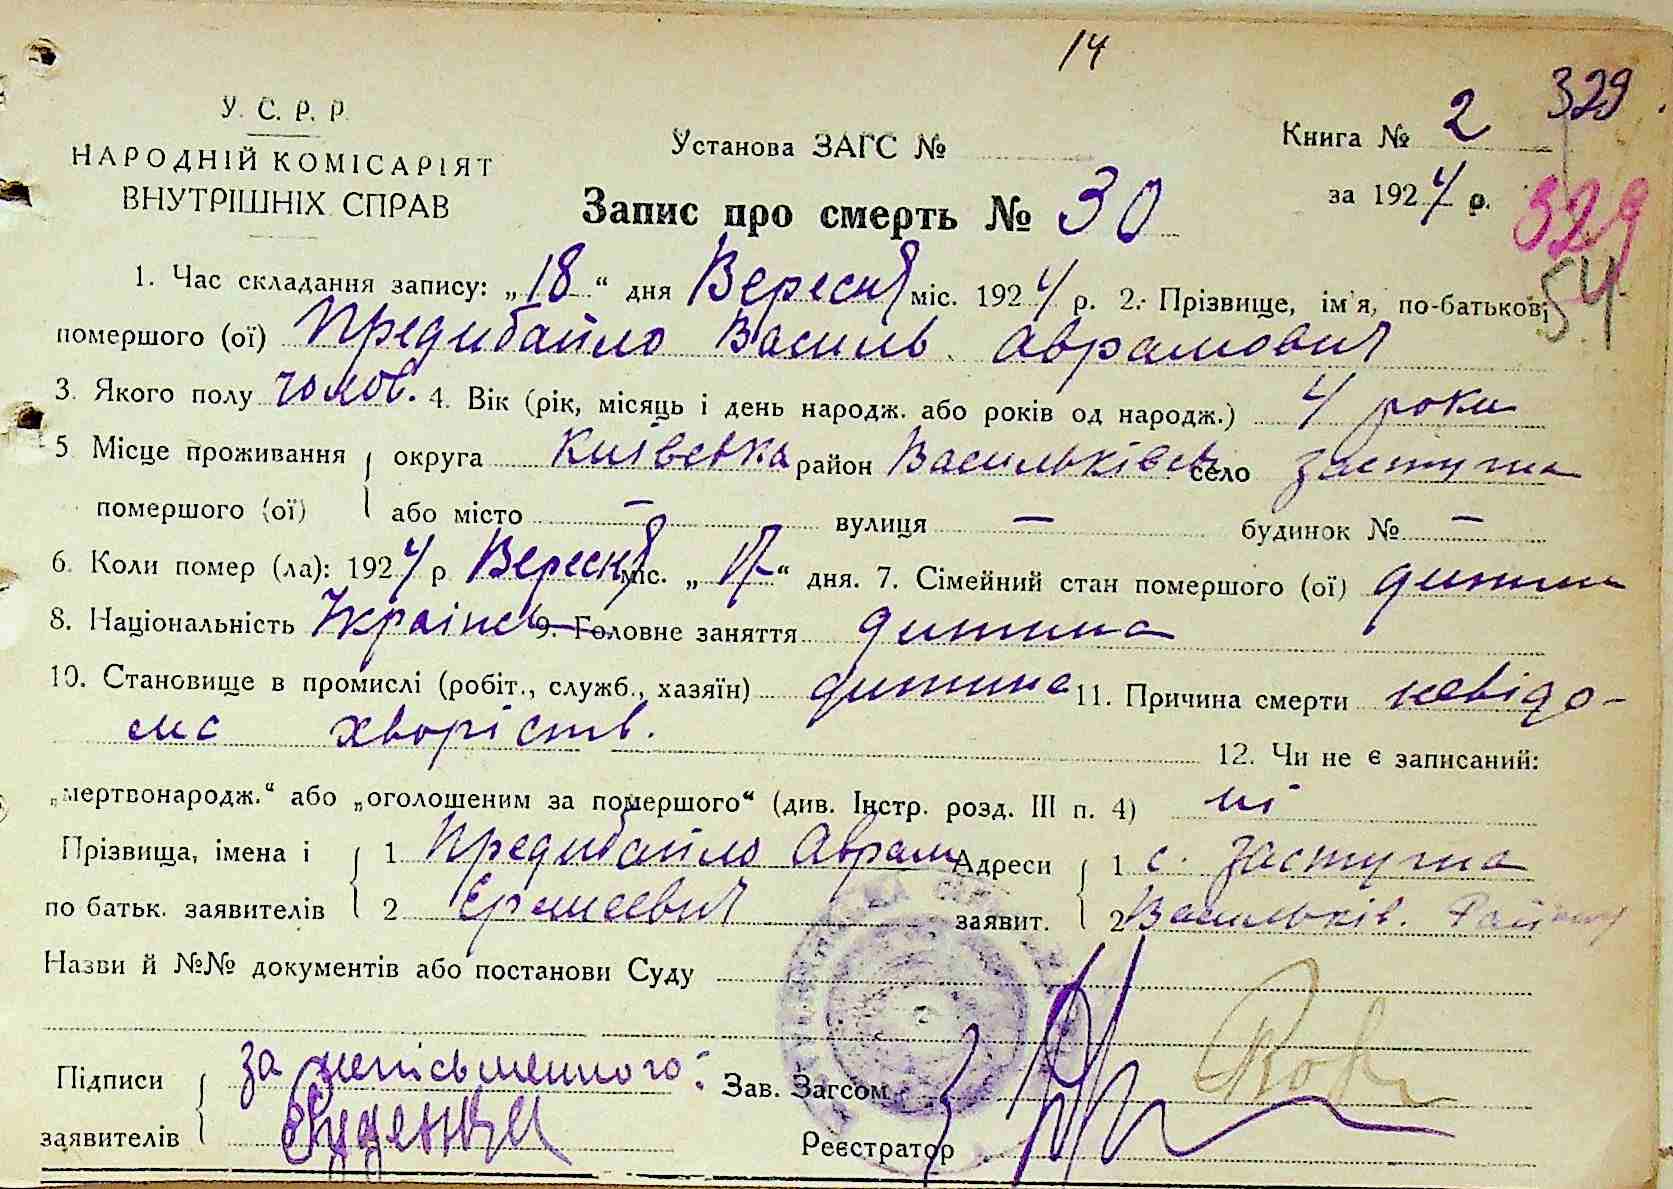 14
329
У. С. Р. Р.
НАРОДНІЙ КОМІСАРІЯТ
ВНУТРІШНІХ СПРАВ
Установа ЗАГС №
Книга № 2
за 1924 р.
Запис про смерть № 30
329
54
1. Час складання запису: „18“ дня Вересня міс. 1924 р. 2. Прізвище, ім'я, по-батькові
помершого (ої) Предибайло Василь Аврамович
3. Якого полу чолов. 4. Вік (рік, місяць і день народж. або років од народж.) 4 роки
5 Місце проживання округа Київська район Васильківськ село Застугна
помершого (ої) або місто — вулиця — будинок № —
6. Коли помер (ла): 1924 р Вересня міс. „17“ дня. 7. Сімейний стан помершого (ої) дитина
8. Національність Українець 9. Головне заняття дитина
10. Становище в промислі (робіт., служб., хазяїн) дитина 11. Причина смерти невідо-
ма хворість.
12. Чи не є записаний:
„мертвонародж.“ або „оголошеним за помершого“ (див. Інстр. розд. III п. 4) ні
Прізвища, імена і 1 Предибайло Аврам Адреси 1 с. Застугна
по батьк. заявителів 2 Єремеевич заявит. 2 Васильків. Району
Назви й №№ документів або постанови Суду
Підписи за неписьменного: Зав. Загсом
заявителів Реєстратор